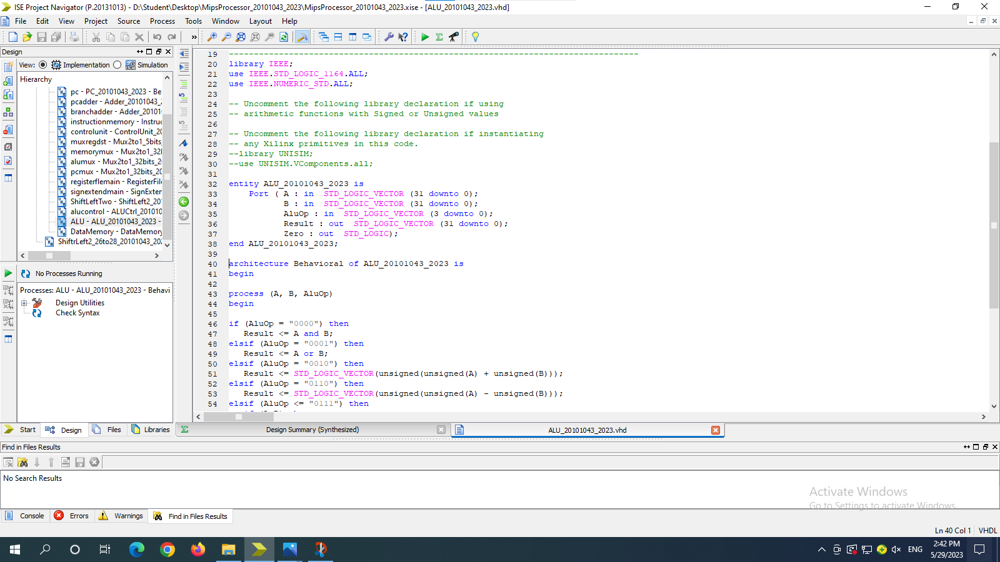 ISE Project Navigator (P.20131013) - D:\Student\Desktop\MipsProcessor_20101043_2023\MipsProcessor_20101043_2023.xise - [ALU_20101043_2023.vhd]
File Edit View Project Source Process Tools Window Layout Help
Design
View: Implementation Simulation
Hierarchy
pc - PC_20101043_2023 - Be
pcadder - Adder_20101043_
branchadder - Adder_20101
instructionmemory - Instruc
controlunit - ControlUnit_20
muxregdst - Mux2to1_5bits_
memorymux - Mux2to1_32l
alumux - Mux2to1_32bits_2
pcmux - Mux2to1_32bits_20
registerflemain - RegisterFil
signextendmain - SignExter
ShiftLeftTwo - ShiftLeft2_20
alucontrol - ALUCtrl_201010
ALU - ALU_20101043_2023 -
DataMemory - DataMemory
ShiftrLeft2_26to28_20101043_20
No Processes Running
Processes: ALU - ALU_20101043_2023 - Behavi
Design Utilities
Check Syntax
Start Design Files Libraries
19 ----------------------------------------------------------------------------------
20 library IEEE;
21 use IEEE.STD_LOGIC_1164.ALL;
22 use IEEE.NUMERIC_STD.ALL;
23
24 -- Uncomment the following library declaration if using
25 -- arithmetic functions with Signed or Unsigned values
26
27 -- Uncomment the following library declaration if instantiating
28 -- any Xilinx primitives in this code.
29 --library UNISIM;
30 --use UNISIM.VComponents.all;
31
32 entity ALU_20101043_2023 is
33 Port ( A : in STD_LOGIC_VECTOR (31 downto 0);
34 B : in STD_LOGIC_VECTOR (31 downto 0);
35 AluOp : in STD_LOGIC_VECTOR (3 downto 0);
36 Result : out STD_LOGIC_VECTOR (31 downto 0);
37 Zero : out STD_LOGIC);
38 end ALU_20101043_2023;
39
40 architecture Behavioral of ALU_20101043_2023 is
41 begin
42
43 process (A, B, AluOp)
44 begin
45
46 if (AluOp = "0000") then
47 Result <= A and B;
48 elsif (AluOp = "0001") then
49 Result <= A or B;
50 elsif (AluOp = "0010") then
51 Result <= STD_LOGIC_VECTOR(unsigned(unsigned(A) + unsigned(B)));
52 elsif (AluOp = "0110") then
53 Result <= STD_LOGIC_VECTOR(unsigned(unsigned(A) - unsigned(B)));
54 elsif (AluOp <= "0111") then
Design Summary (Synthesized) ALU_20101043_2023.vhd
Find in Files Results
No Search Results
Activate Windows
Go to Settings to activate Windows.
Console Errors Warnings Find in Files Results
Ln 40 Col 1 VHDL
ENG
2:42 PM
5/29/2023